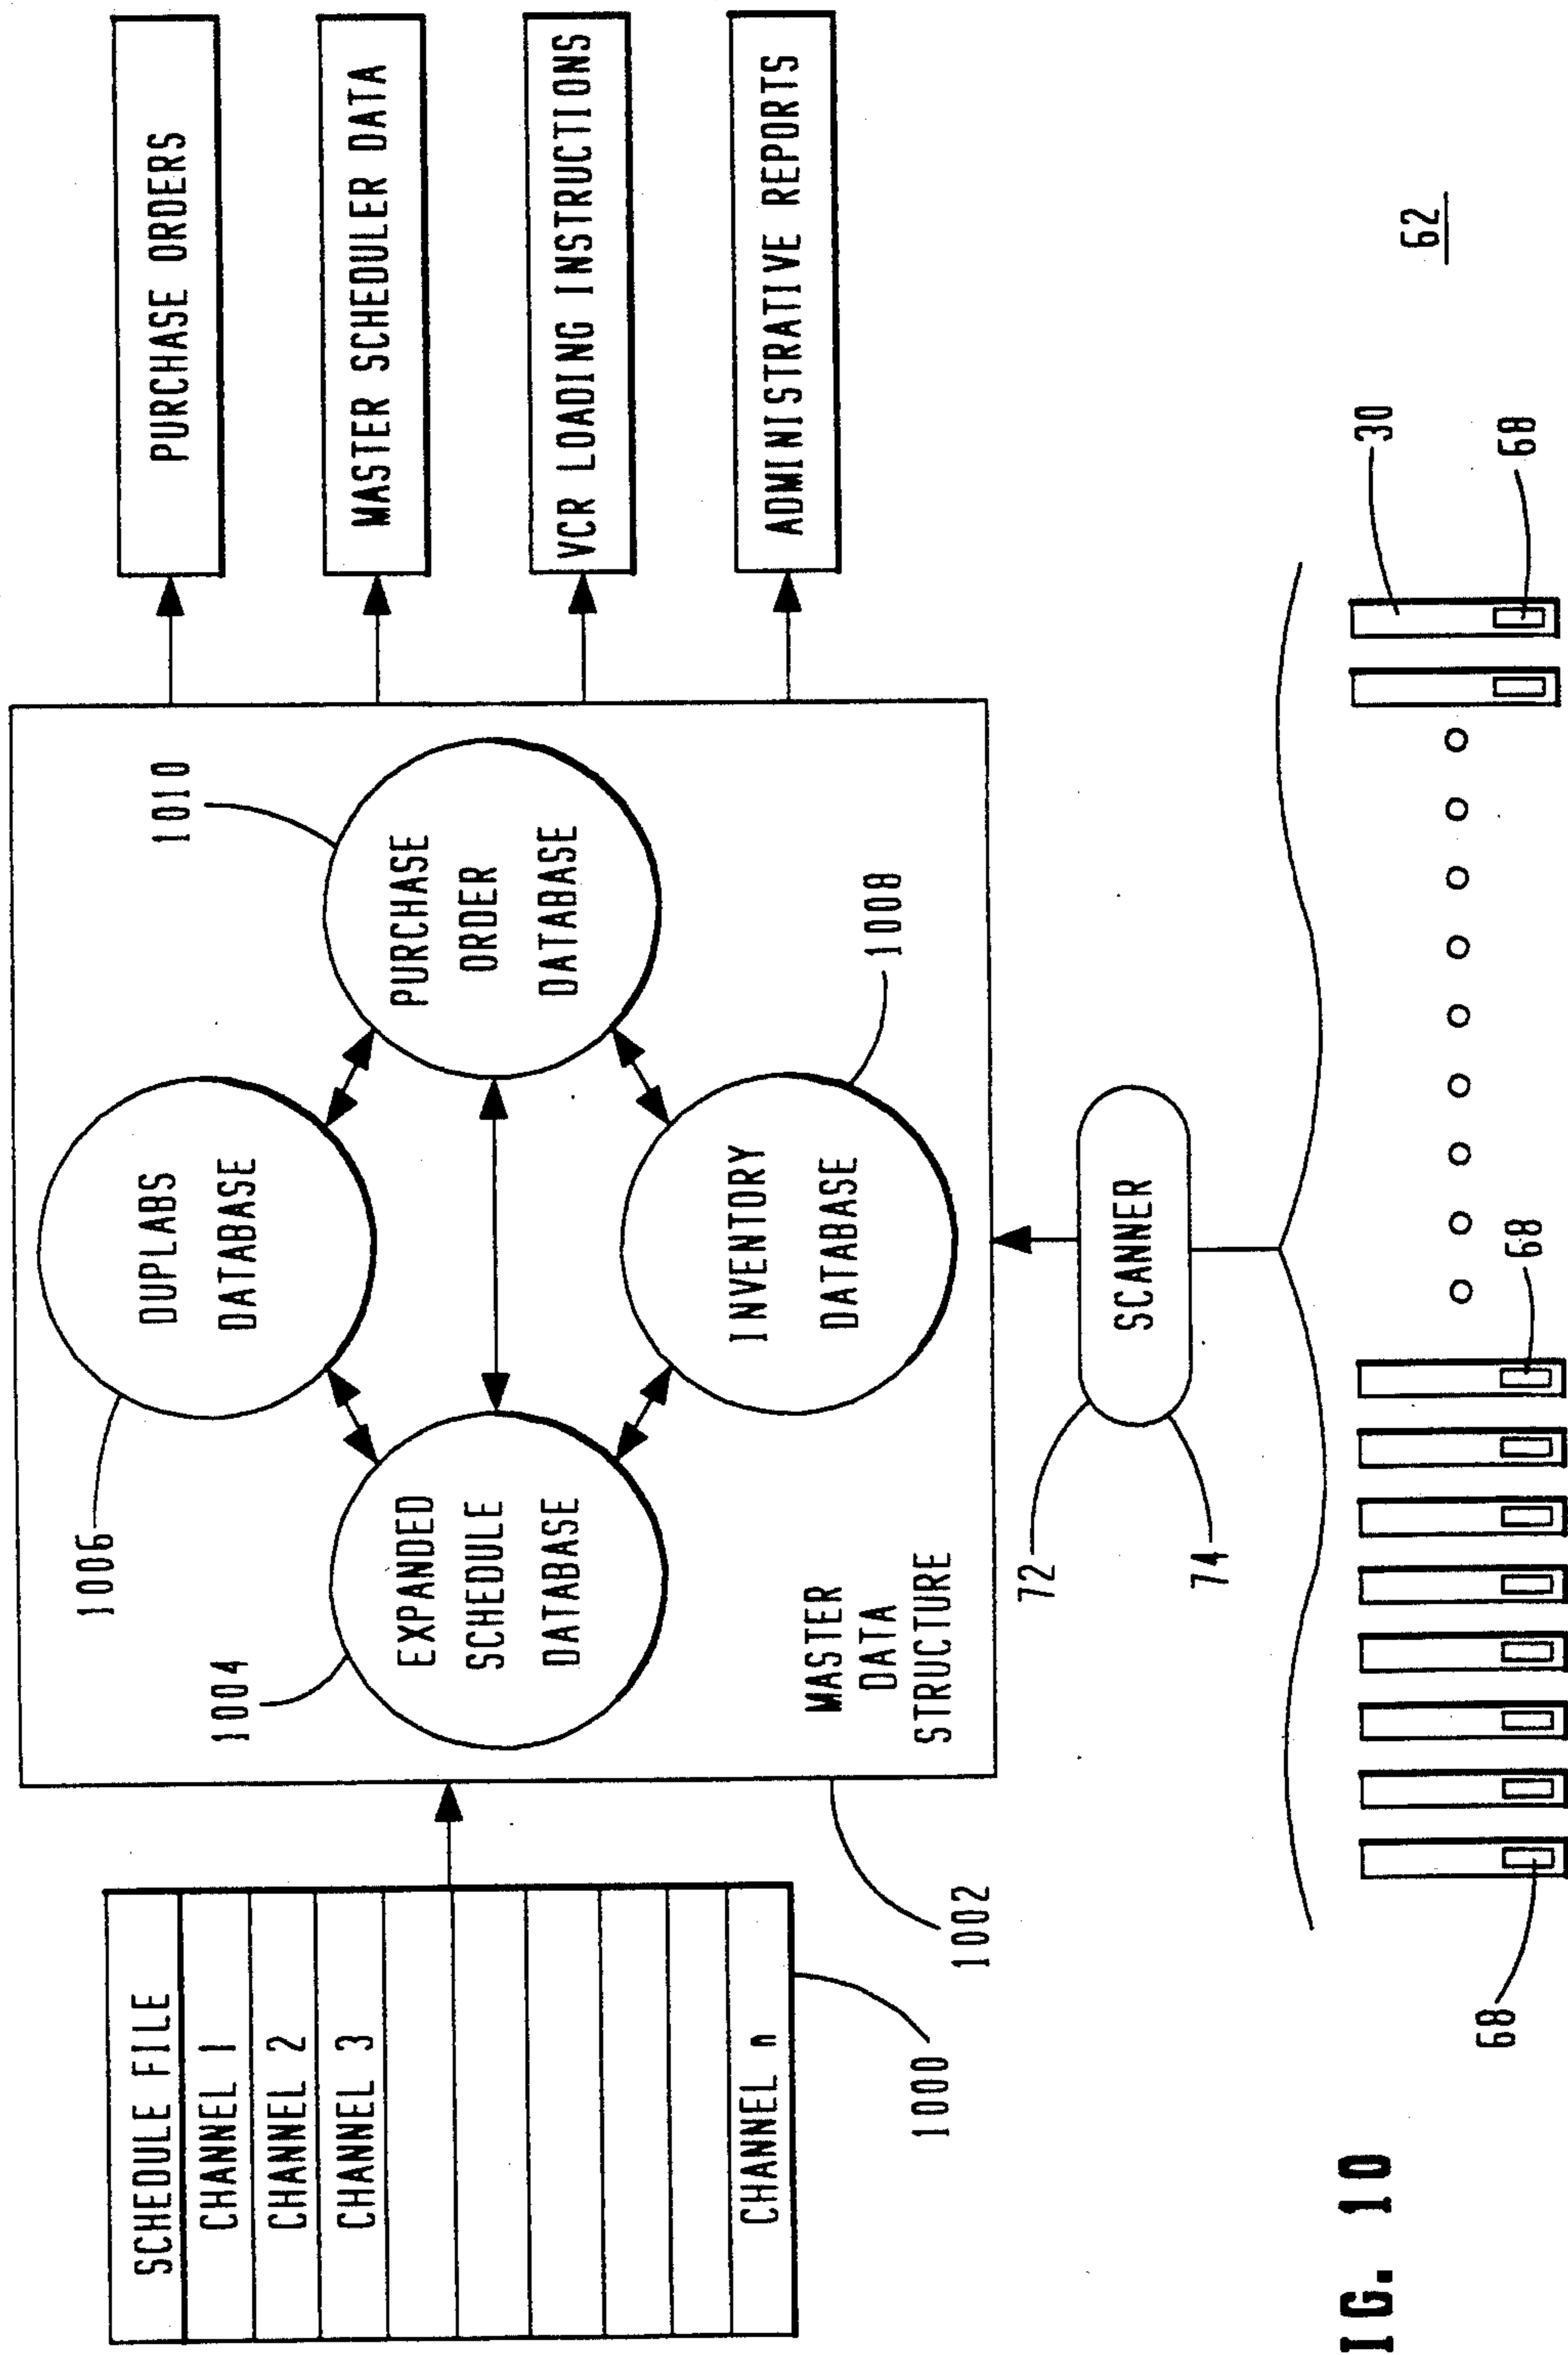 SCHEDULE FILE
CHANNEL 1
CHANNEL 2
CHANNEL 3
CHANNEL n
1000
1002
1004
EXPANDED
SCHEDULE
DATABASE
1006
DUPLABS
DATABASE
1010
PURCHASE
ORDER
DATABASE
1008
INVENTORY
DATABASE
MASTER
DATA
STRUCTURE
PURCHASE ORDERS
MASTER SCHEDULER DATA
VCR LOADING INSTRUCTIONS
ADMINISTRATIVE REPORTS
72
SCANNER
74
62
30
68
68
68
IG. 10